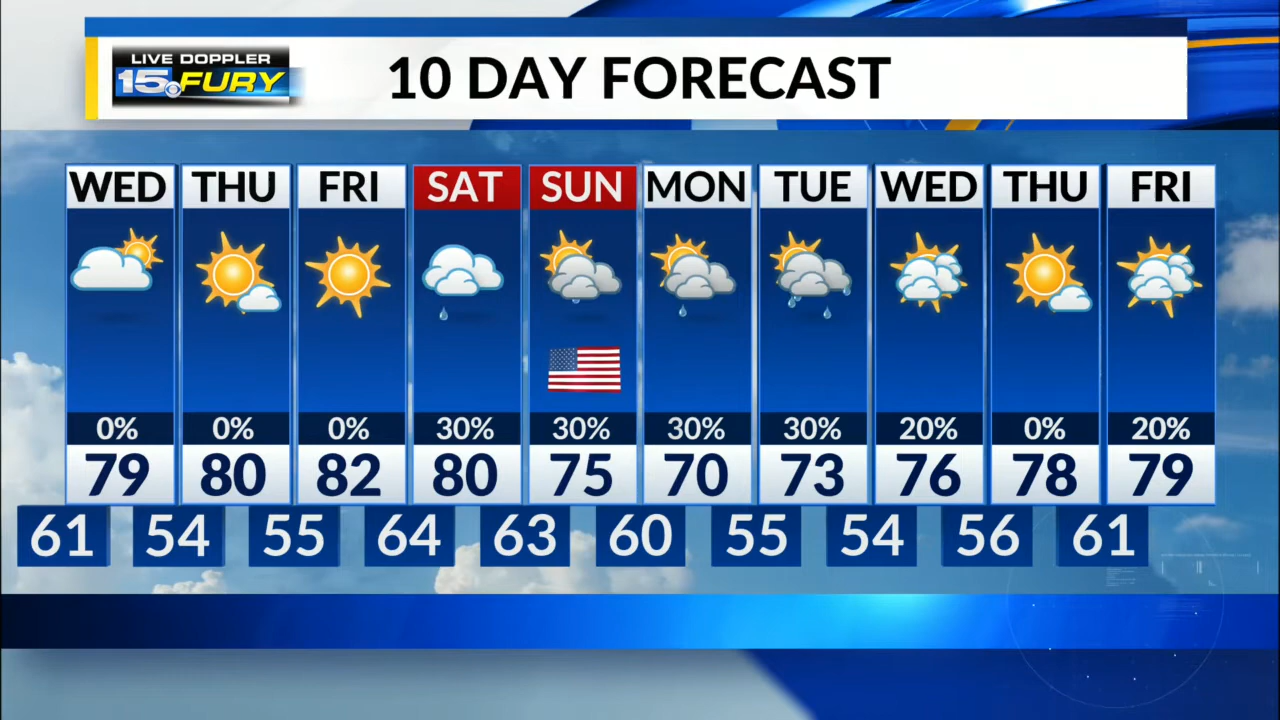 LIVE DOPPLER
15 FURY
10 DAY FORECAST
WED THU FRI SAT SUN MON TUE WED THU FRI
0% 0% 0% 30% 30% 30% 30% 20% 0% 20%
79 80 82 80 75 70 73 76 78 79
61 54 55 64 63 60 55 54 56 61